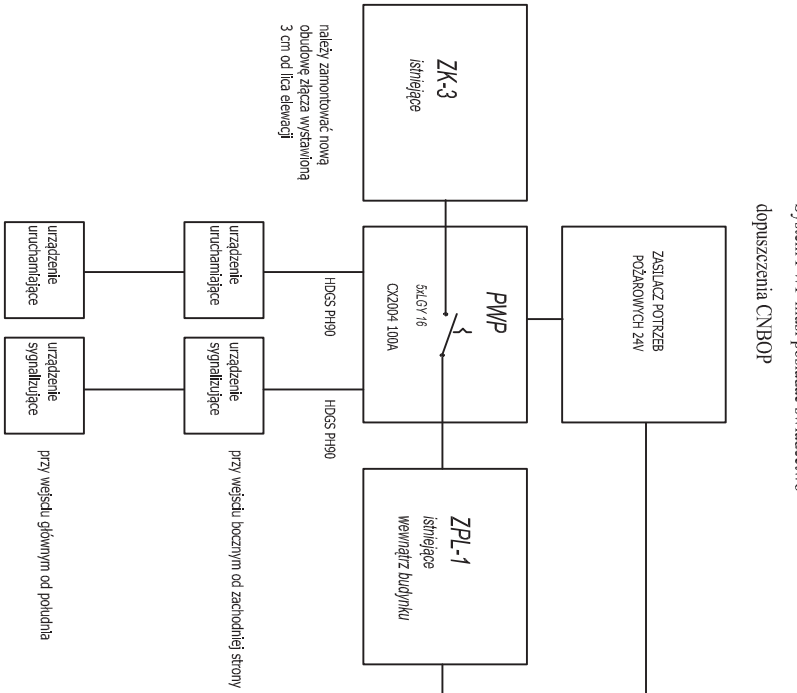 dopuszczenia CNBOP
ZASILACZ POTRZEB
POŻAROWYCH 24V
ZK-3
istniejące
PWP
5xLGY 16
CX2004 100A
ZPL-1
istniejące
wewnątrz budynku
należy zamontować nową
obudowę złącza wystawioną
3 cm od lica elewacji
HDGS PH90
HDGS PH90
urządzenie
uruchamiające
urządzenie
sygnalizujące
przy wejsciu bocznym od zachodniej strony
urządzenie
uruchamiające
urządzenie
sygnalizujące
przy wejsciu głównym od południa